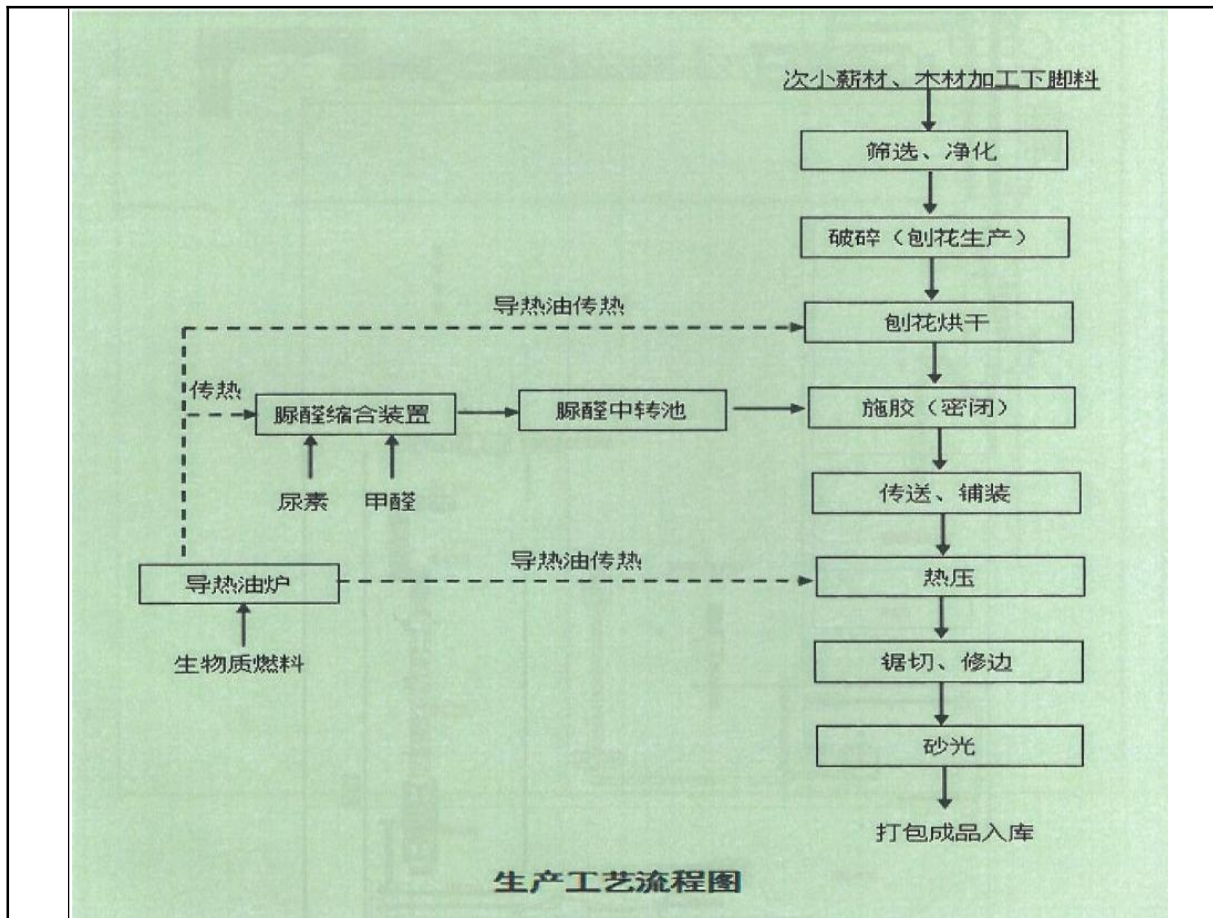 次小薪材、木材加工下脚料
筛选、净化
破碎（刨花生产）
导热油传热
刨花烘干
传热
脲醛缩合装置
脲醛中转池
施胶（密闭）
尿素
甲醛
传送、铺装
导热油传热
导热油炉
热压
生物质燃料
锯切、修边
砂光
打包成品入库
生产工艺流程图